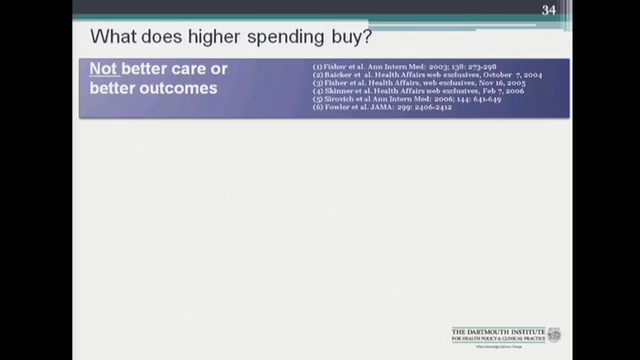 34
What does higher spending buy?
Not better care or
better outcomes
(1) Fisher et al. Ann Intern Med: 2003; 138: 273-298
(2) Baicker et al. Health Affairs web exclusives, October 7, 2004
(3) Fisher et al. Health Affairs, web exclusives, Nov 16, 2005
(4) Skinner et al. Health Affairs web exclusives, Feb 7, 2006
(5) Sirovich et al Ann Intern Med: 2006; 144: 641-649
(6) Fowler et al. JAMA: 299: 2406-2412
THE DARTMOUTH INSTITUTE
FOR HEALTH POLICY & CLINICAL PRACTICE